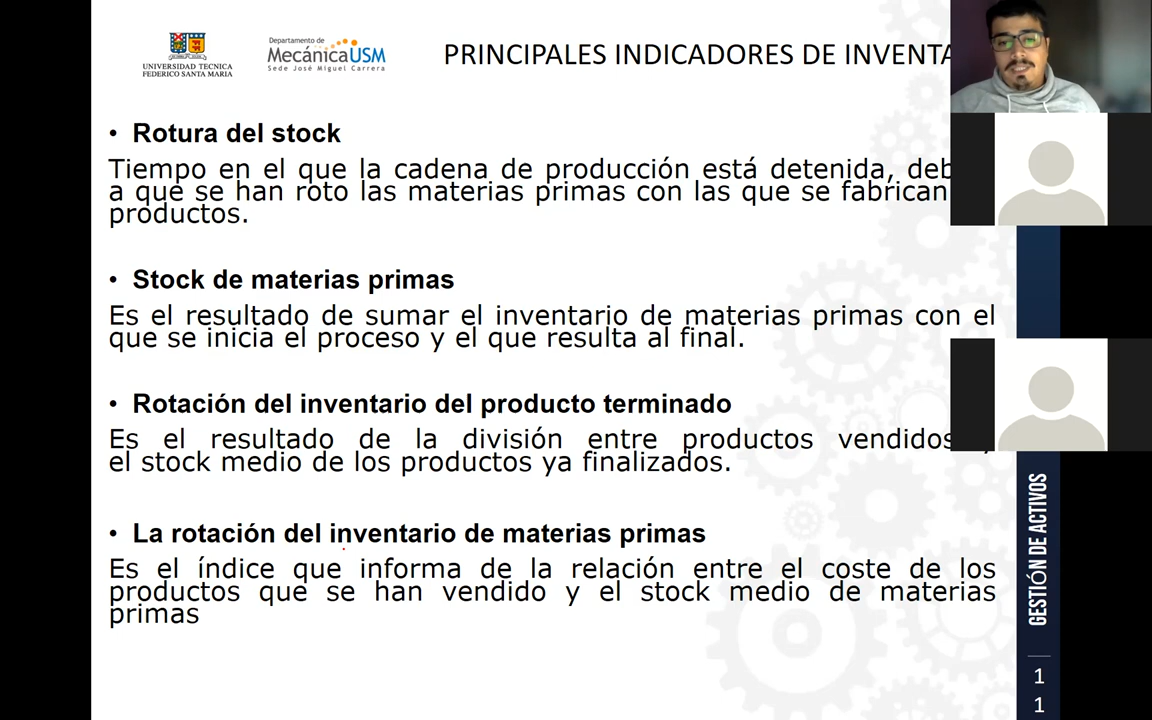 UNIVERSIDAD TECNICA
FEDERICO SANTA MARIA
Departamento de
MecánicaUSM
Sede José Miguel Carrera
PRINCIPALES INDICADORES DE
• Rotura del stock
Tiempo en el que la cadena de producción está detenida,
a que se han roto las materias primas con las que se fabrican
productos.
• Stock de materias primas
Es el resultado de sumar el inventario de materias primas con el
que se inicia el proceso y el que resulta al final.
• Rotación del inventario del producto terminado
Es el resultado de la división entre productos vendidos
el stock medio de los productos ya finalizados.
• La rotación del inventario de materias primas
Es el índice que informa de la relación entre el coste de los
productos que se han vendido y el stock medio de materias
primas
GESTIÓN DE ACTIVOS
1
1